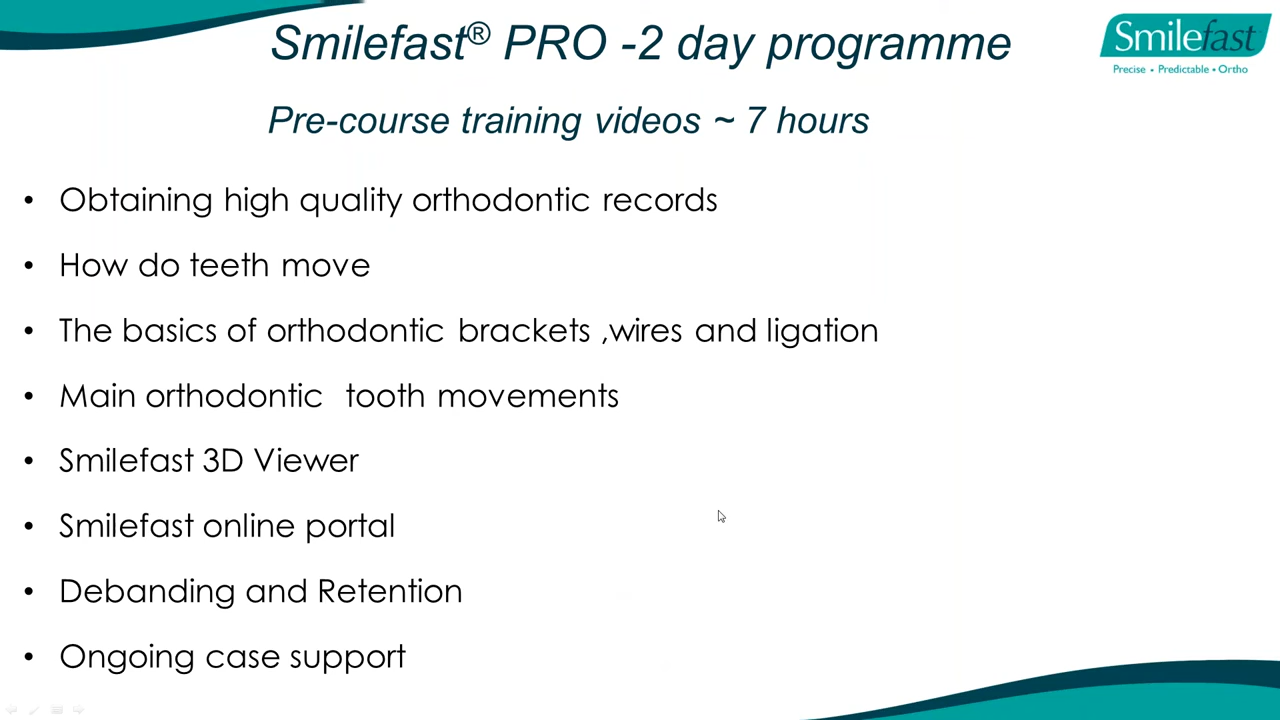 Smilefast® PRO -2 day programme
Smilefast
Precise • Predictable • Ortho
Pre-course training videos ~ 7 hours
• Obtaining high quality orthodontic records
• How do teeth move
• The basics of orthodontic brackets ,wires and ligation
• Main orthodontic  tooth movements
• Smilefast 3D Viewer
• Smilefast online portal
• Debanding and Retention
• Ongoing case support